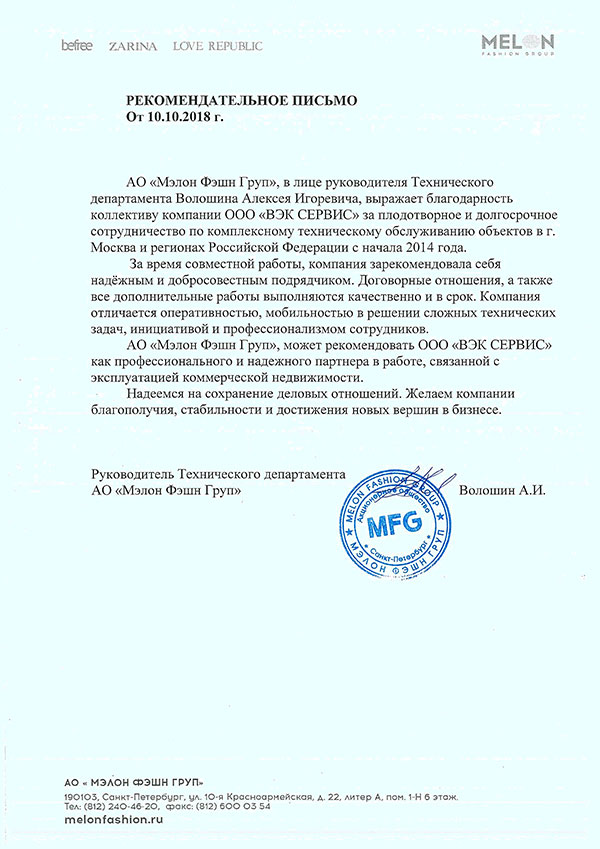 befree ZARINA LOVE REPUBLIC
MELON
FASHION GROUP
РЕКОМЕНДАТЕЛЬНОЕ ПИСЬМО
От 10.10.2018 г.
АО «Мэлон Фэшн Груп», в лице руководителя Технического
департамента Волошина Алексея Игоревича, выражает благодарность
коллективу компании ООО «ВЭК СЕРВИС» за плодотворное и долгосрочное
сотрудничество по комплексному техническому обслуживанию объектов в г.
Москва и регионах Российской Федерации с начала 2014 года.
За время совместной работы, компания зарекомендовала себя
надёжным и добросовестным подрядчиком. Договорные отношения, а также
все дополнительные работы выполняются качественно и в срок. Компания
отличается оперативностью, мобильностью в решении сложных технических
задач, инициативой и профессионализмом сотрудников.
АО «Мэлон Фэшн Груп», может рекомендовать ООО «ВЭК СЕРВИС»
как профессионального и надежного партнера в работе, связанной с
эксплуатацией коммерческой недвижимости.
Надеемся на сохранение деловых отношений. Желаем компании
благополучия, стабильности и достижения новых вершин в бизнесе.
Руководитель Технического департамента
АО «Мэлон Фэшн Груп»
Волошин А.И.
MELON FASHION GROUP
Акционерное общество
MFG
Санкт-Петербург
МЭЛОН ФЭШН ГРУП
АО « МЭЛОН ФЭШН ГРУП»
190103, Санкт-Петербург, ул. 10-я Красноармейская, д. 22, литер А, пом. 1-Н 6 этаж.
Тел: (812) 240-46-20, факс: (812) 600 03 54
melonfashion.ru